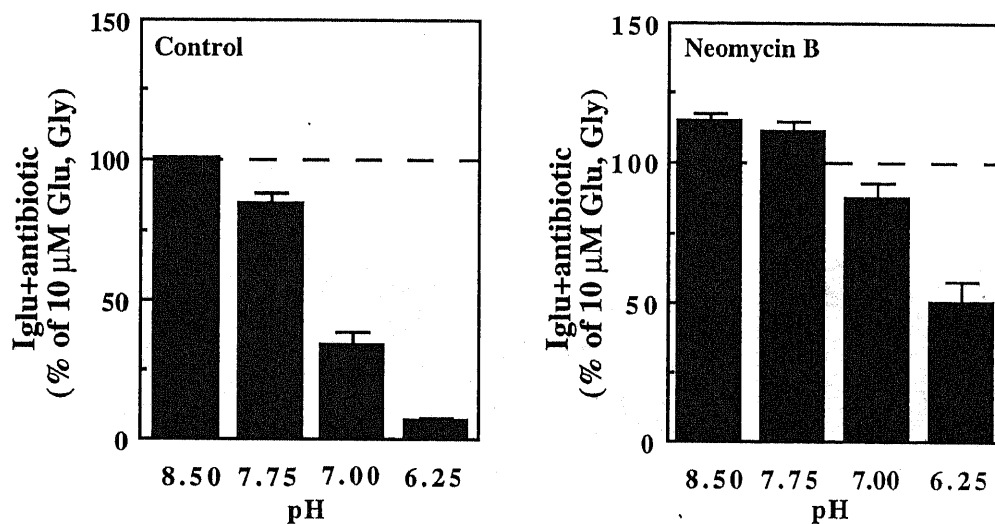 Control
Iglu+antibiotic
(% of 10 μM Glu, Gly)
150
100
50
0
8.50 7.75 7.00 6.25
pH
Neomycin B
Iglu+antibiotic
(% of 10 μM Glu, Gly)
150
100
50
0
8.50 7.75 7.00 6.25
pH